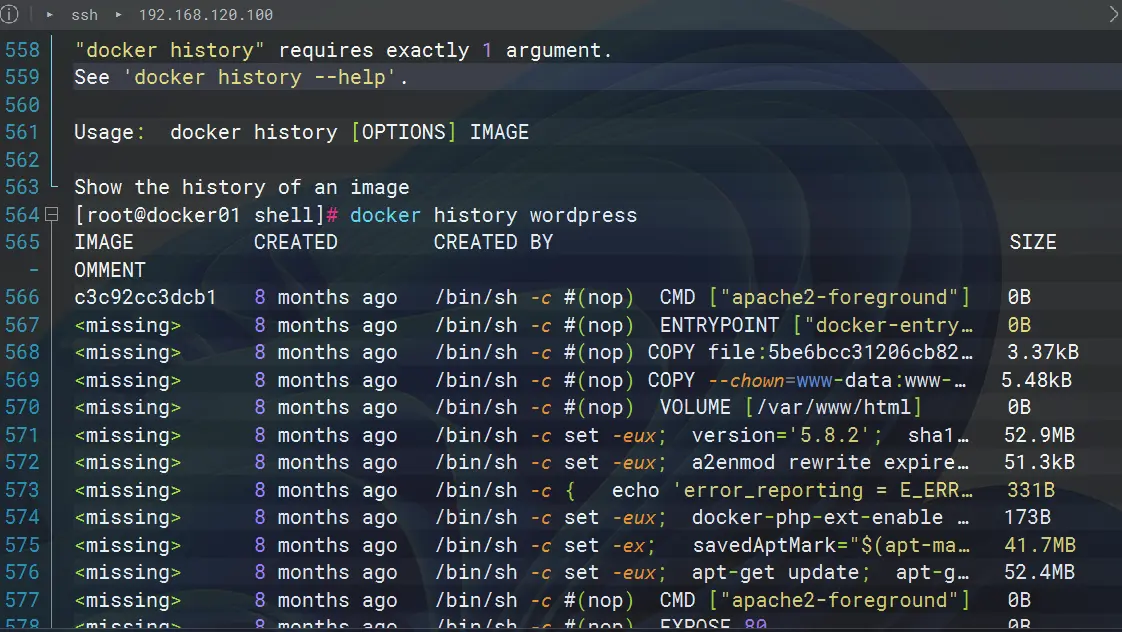 ssh 192.168.120.100
558 "docker history" requires exactly 1 argument.
559 See 'docker history --help'.
560
561 Usage:  docker history [OPTIONS] IMAGE
562
563 Show the history of an image
564 [root@docker01 shell]# docker history wordpress
565 IMAGE CREATED CREATED BY SIZE
- OMMENT
566 c3c92cc3dcb1 8 months ago /bin/sh -c #(nop)  CMD ["apache2-foreground"] 0B
567 <missing> 8 months ago /bin/sh -c #(nop)  ENTRYPOINT ["docker-entry… 0B
568 <missing> 8 months ago /bin/sh -c #(nop) COPY file:5be6bcc31206cb82… 3.37kB
569 <missing> 8 months ago /bin/sh -c #(nop) COPY --chown=www-data:www-… 5.48kB
570 <missing> 8 months ago /bin/sh -c #(nop)  VOLUME [/var/www/html] 0B
571 <missing> 8 months ago /bin/sh -c set -eux;  version='5.8.2';  sha1… 52.9MB
572 <missing> 8 months ago /bin/sh -c set -eux;  a2enmod rewrite expire… 51.3kB
573 <missing> 8 months ago /bin/sh -c {   echo 'error_reporting = E_ERR… 331B
574 <missing> 8 months ago /bin/sh -c set -eux;  docker-php-ext-enable … 173B
575 <missing> 8 months ago /bin/sh -c set -ex;   savedAptMark="$(apt-ma… 41.7MB
576 <missing> 8 months ago /bin/sh -c set -eux;  apt-get update;  apt-g… 52.4MB
577 <missing> 8 months ago /bin/sh -c #(nop)  CMD ["apache2-foreground"] 0B
578 <missing> 8 months ago /bin/sh -c #(nop)  EXPOSE 80 0B